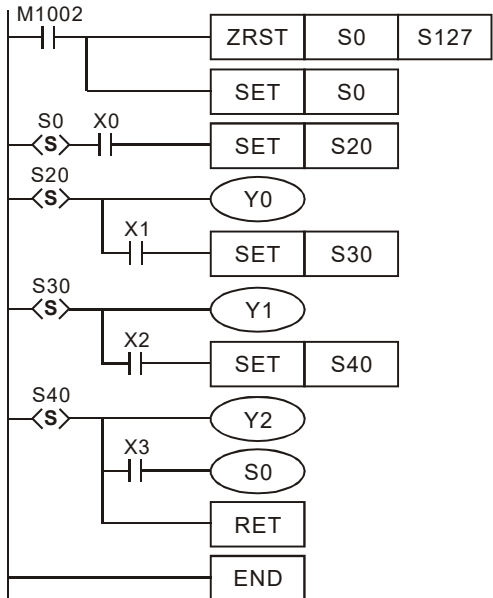 M1002
ZRST S0 S127
SET S0
S0 X0
S SET S20
S20
S Y0
X1
SET S30
S30
S Y1
X2
SET S40
S40
S Y2
X3
S0
RET
END